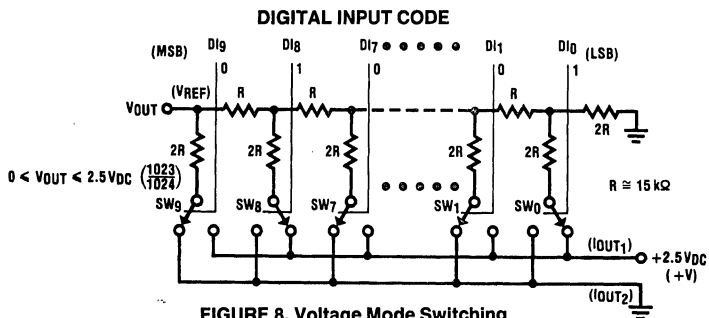 DIGITAL INPUT CODE
(MSB) DI9 DI8 DI7 DI1 DI0 (LSB)
0 1 0 0 1
(VREF) R R R
VOUT
2R 2R 2R 2R 2R 2R
0 ≤ VOUT ≤ 2.5 VDC (1023/1024)
R ≅ 15 kΩ
SW9 SW8 SW7 SW1 SW0
(IOUT1)
+2.5 VDC
(+V)
(IOUT2)
FIGURE 8. Voltage Mode Switching